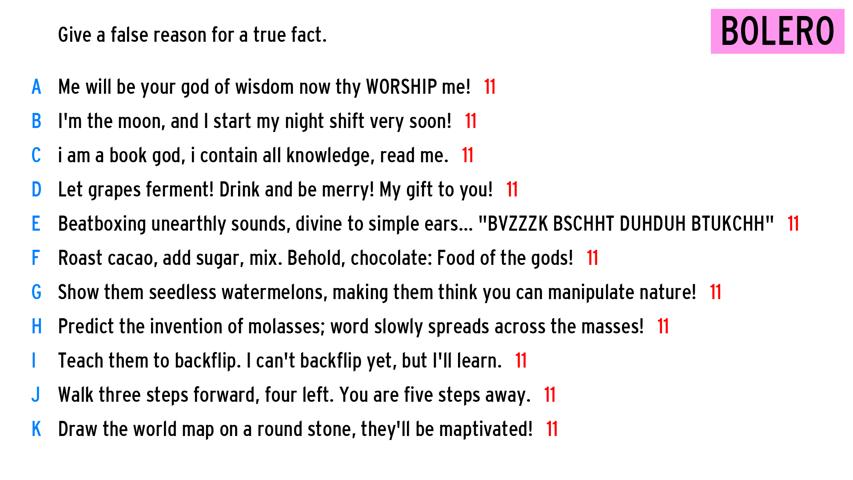 BOLERO
Give a false reason for a true fact.
A Me will be your god of wisdom now thy WORSHIP me! 11
B I'm the moon, and I start my night shift very soon! 11
C i am a book god, i contain all knowledge, read me. 11
D Let grapes ferment! Drink and be merry! My gift to you! 11
E Beatboxing unearthly sounds, divine to simple ears... "BVZZZK BSCHHT DUHDUH BTUKCHH" 11
F Roast cacao, add sugar, mix. Behold, chocolate: Food of the gods! 11
G Show them seedless watermelons, making them think you can manipulate nature! 11
H Predict the invention of molasses; word slowly spreads across the masses! 11
I Teach them to backflip. I can't backflip yet, but I'll learn. 11
J Walk three steps forward, four left. You are five steps away. 11
K Draw the world map on a round stone, they'll be maptivated! 11